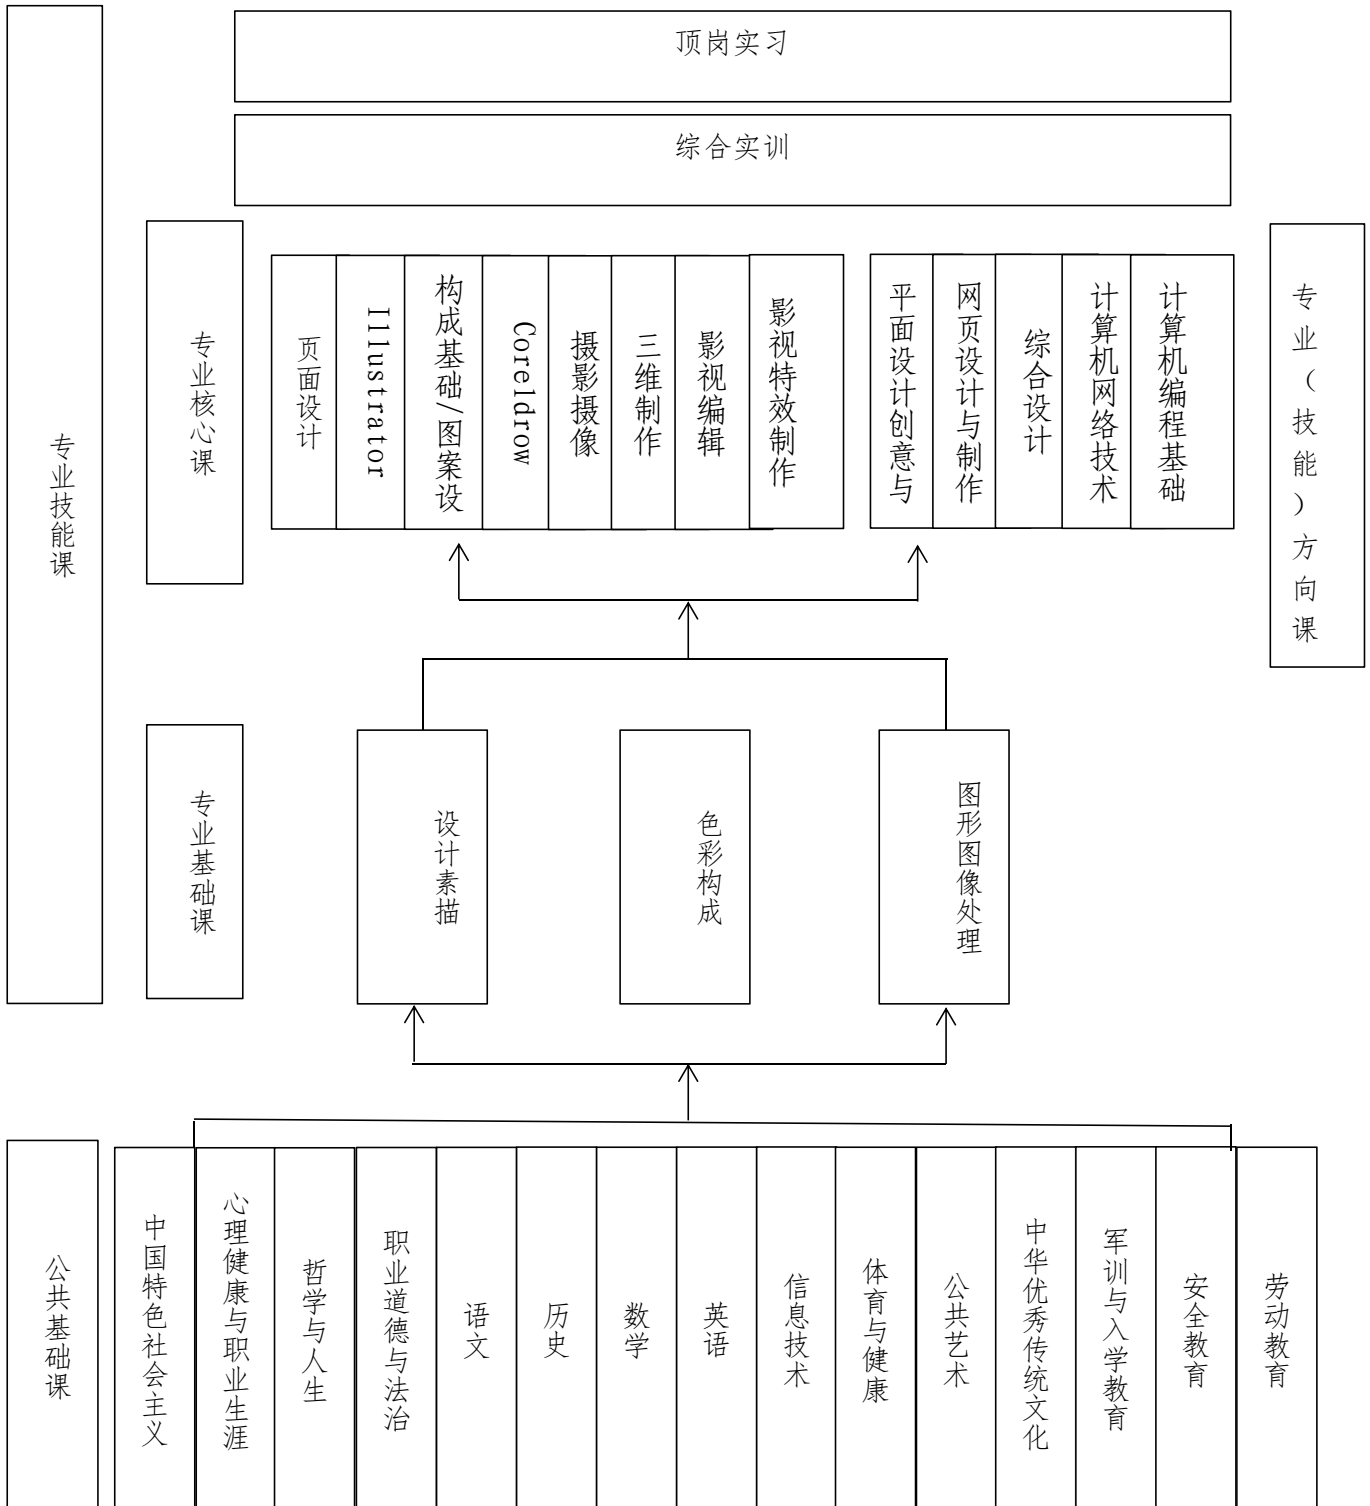 顶岗实习
综合实训
专业技能课
专业核心课
页面设计
Illustrator
构成基础/图案设
Coreldrow
摄影摄像
三维制作
影视编辑
影视特效制作
平面设计创意与
网页设计与制作
综合设计
计算机网络技术
计算机编程基础
专业（技能）方向课
专业基础课
设计素描
色彩构成
图形图像处理
公共基础课
中国特色社会主义
心理健康与职业生涯
哲学与人生
职业道德与法治
语文
历史
数学
英语
信息技术
体育与健康
公共艺术
中华优秀传统文化
军训与入学教育
安全教育
劳动教育